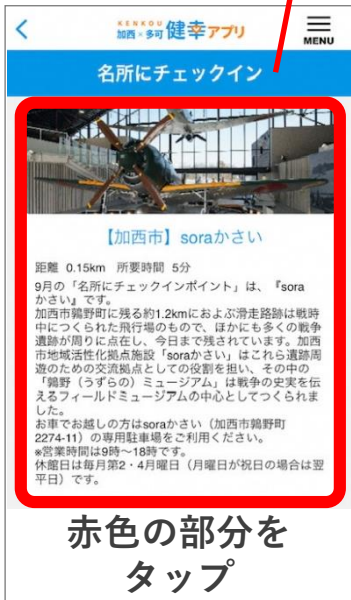 KENKOU
加西×多可 健幸アプリ
MENU
名所にチェックイン
【加西市】soraかさい
距離 0.15km 所要時間 5分
9月の「名所にチェックインポイント」は、『sora
かさい』です。
加西市鶉野町に残る約1.2kmにおよぶ滑走路跡は戦時
中につくられた飛行場のもので、ほかにも多くの戦争
遺跡が周りに点在し、今日まで残されています。加西
市地域活性化拠点施設「soraかさい」はこれら遺跡周
遊のための交流拠点としての役割を担い、その中の
「鶉野（うずらの）ミュージアム」は戦争の史実を伝
えるフィールドミュージアムの中心としてつくられま
した。
お車でお越しの方はsoraかさい（加西市鶉野町
2274-11）の専用駐車場をご利用ください。
※営業時間は9時～18時です。
休館日は毎月第2・4月曜日（月曜日が祝日の場合は翌
平日）です。
赤色の部分を
タップ